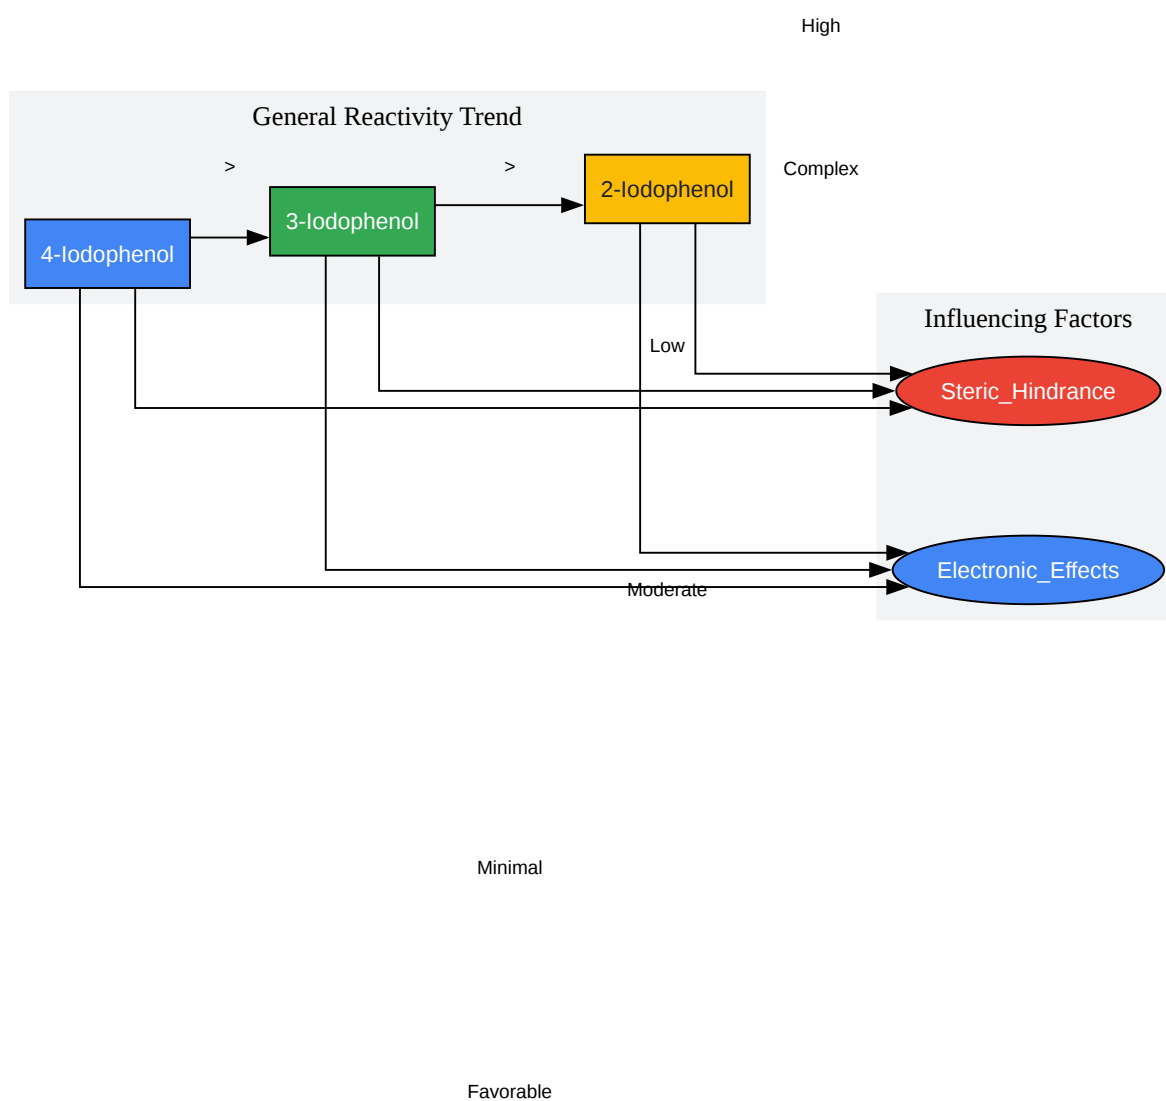 High
General Reactivity Trend
>
>
Complex
2-Iodophenol
3-Iodophenol
4-Iodophenol
Influencing Factors
Low
Steric_Hindrance
Electronic_Effects
Moderate
Minimal
Favorable